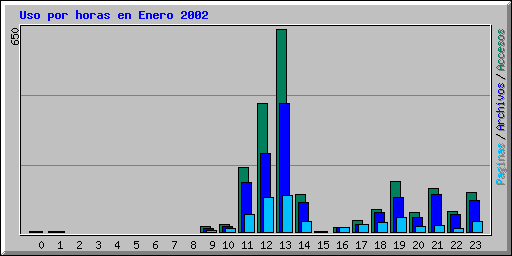 Uso por horas en Enero 2002
650
Paginas/Archivos/Accesos
0 1 2 3 4 5 6 7 8 9 10 11 12 13 14 15 16 17 18 19 20 21 22 23